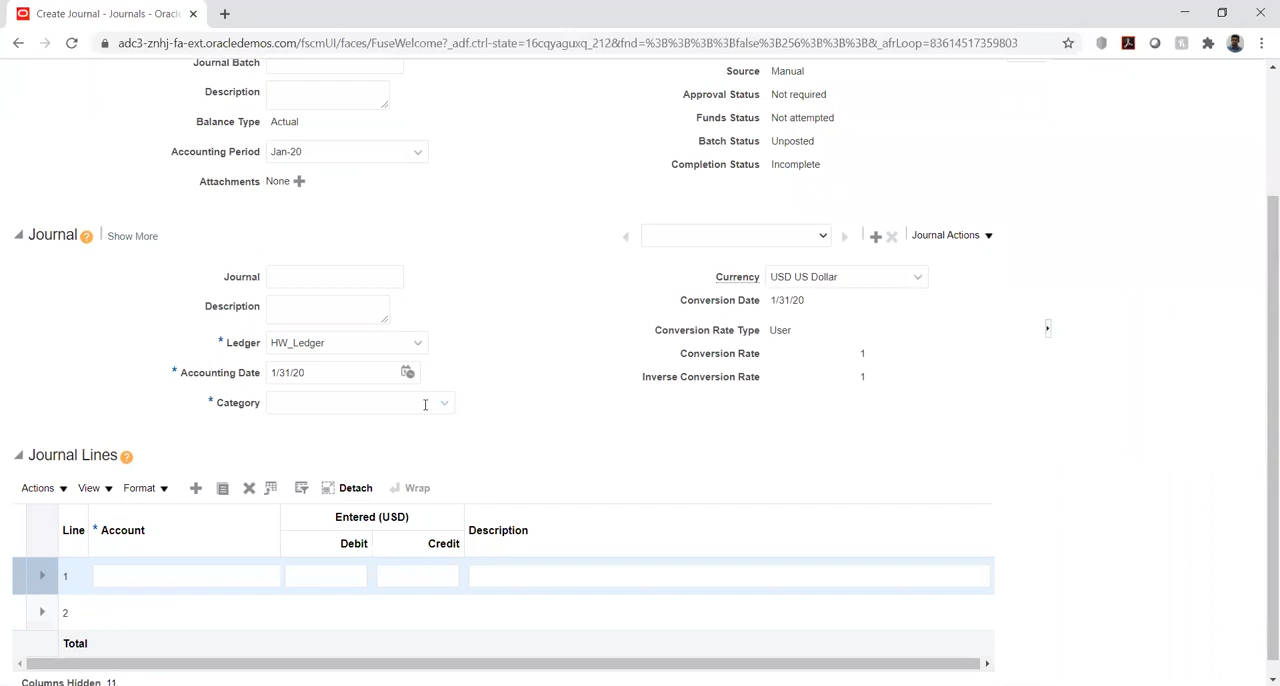 Create Journal - Journals - Oracle
adc3-znhj-fa-ext.oracledemos.com/fscmUI/faces/FuseWelcome?_adf.ctrl-state=16cqyaguxq_212&fnd=%3B%3B%3B%3Bfalse%3B256%3B%3B%3B&_afrLoop=83614517359803
Journal Batch
Description
Balance Type Actual
Accounting Period Jan-20
Attachments None
Source Manual
Approval Status Not required
Funds Status Not attempted
Batch Status Unposted
Completion Status Incomplete
Journal ? Show More
Journal Actions
Journal
Description
* Ledger HW_Ledger
* Accounting Date 1/31/20
* Category
Currency USD US Dollar
Conversion Date 1/31/20
Conversion Rate Type User
Conversion Rate 1
Inverse Conversion Rate 1
Journal Lines ?
Actions View Format Detach Wrap
Line * Account Entered (USD) Description
Debit Credit
1
2
Total
Columns Hidden 11